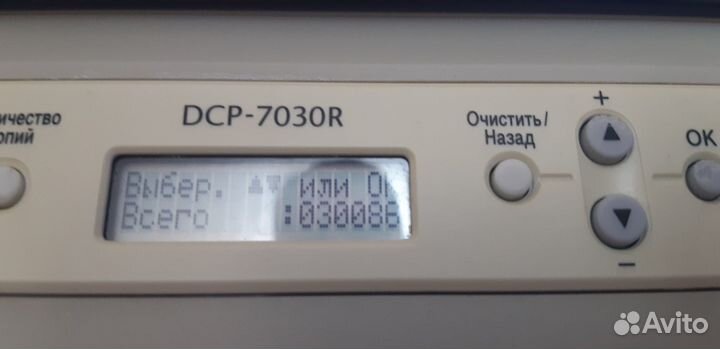 ичество
опий
DCP-7030R
Очистить/
Назад
+
OK
Выбер. ▲▼ или OK
Всего :030086
▲
▼
–
Avito